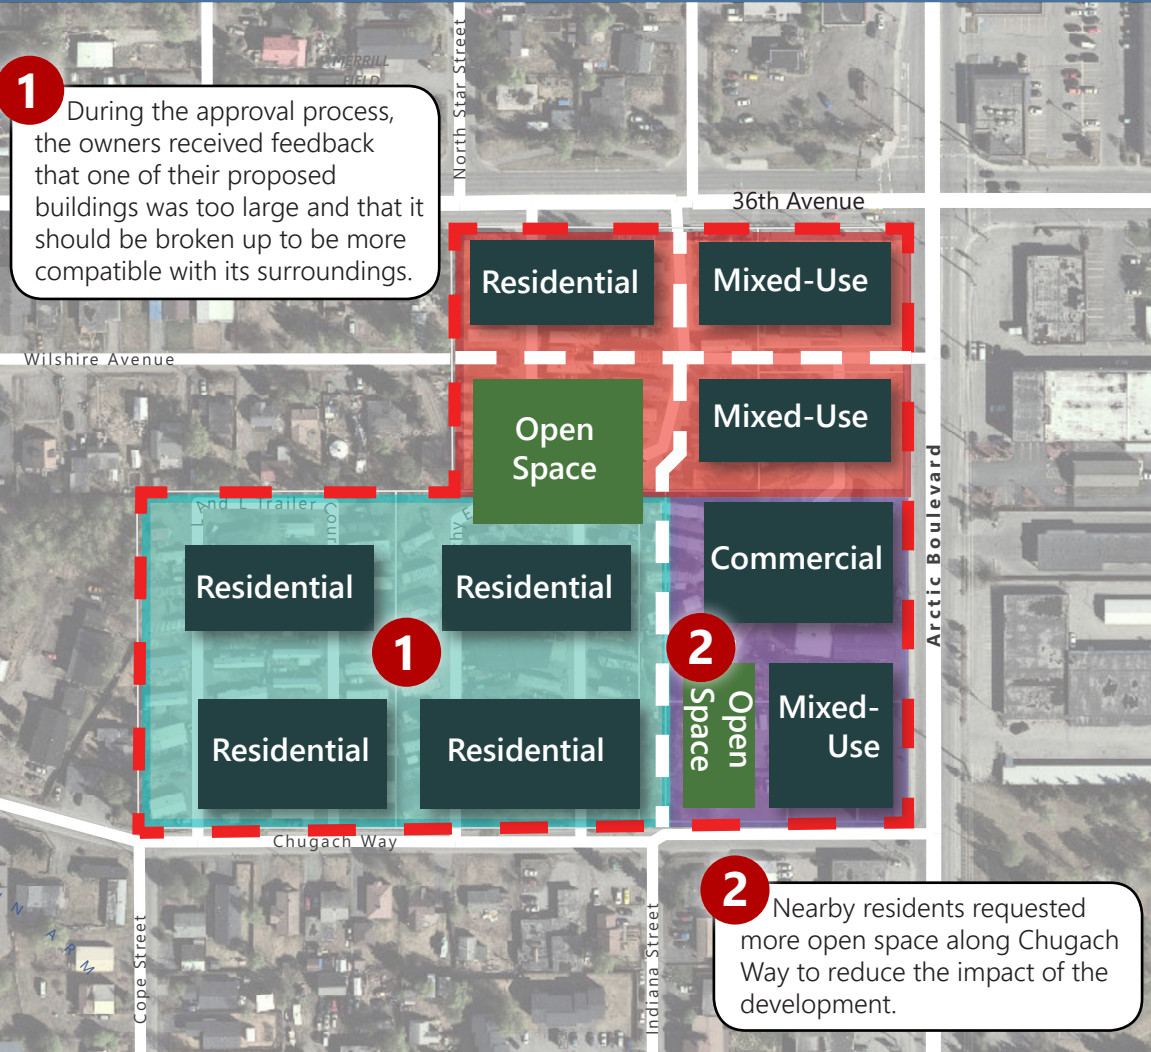 MERRILL
FIELD
North Star Street
1
During the approval process,
the owners received feedback
that one of their proposed
buildings was too large and that it
should be broken up to be more
compatible with its surroundings.
36th Avenue
Residential
Mixed-Use
Wilshire Avenue
Open
Space
Mixed-Use
Arctic Boulevard
And L Trailer
Commercial
Residential
Residential
1
2
Open
Space
Mixed-
Use
Residential
Residential
Chugach Way
Cope Street
Indiana Street
2
Nearby residents requested
more open space along Chugach
Way to reduce the impact of the
development.